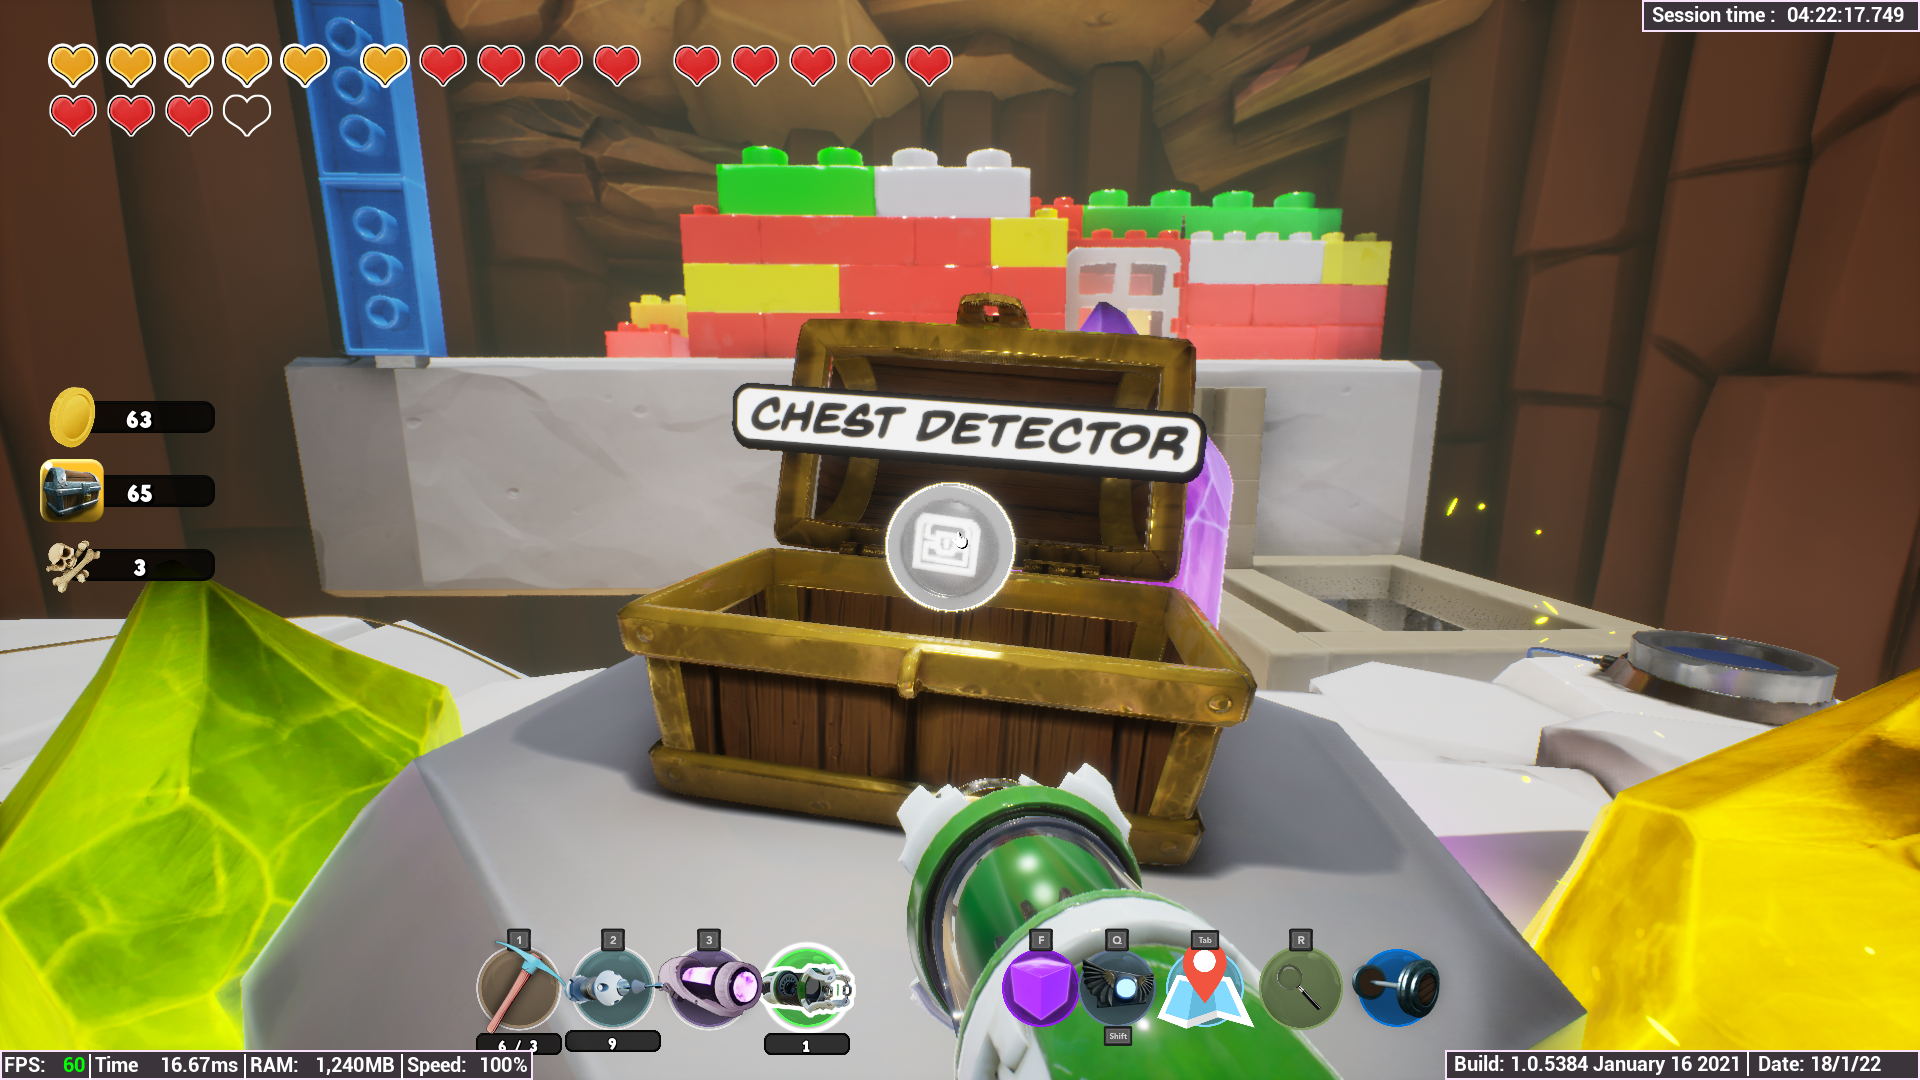 Session time : 04:22:17.749
63
65
3
CHEST DETECTOR
1
2
3
F
Q
Tab
R
Shift
6 / 3
9
1
FPS: 60 Time 16.67ms RAM: 1,240MB Speed: 100%
Build: 1.0.5384 January 16 2021 Date: 18/1/22